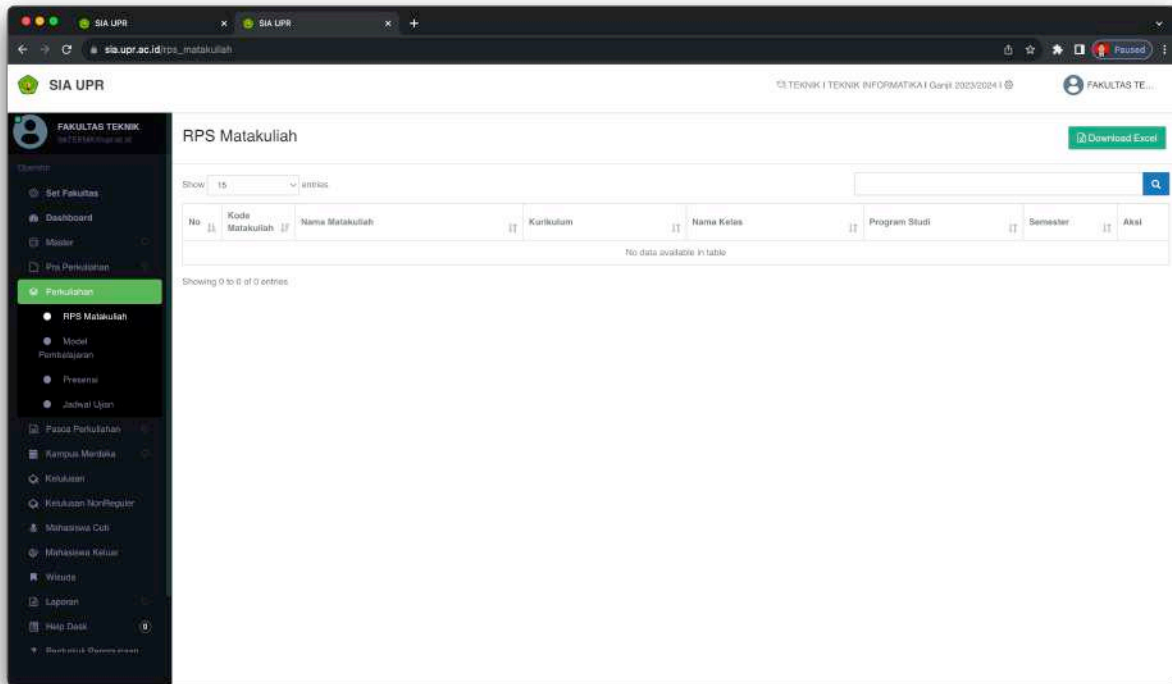 SIA UPR
SIA UPR
sia.upr.ac.id/rps_matakuliah
Paused
SIA UPR
TEKNIK I TEKNIK INFORMATIKA I Ganjil 2023/2024 I
FAKULTAS TE...
FAKULTAS TEKNIK
Operator
RPS Matakuliah
Download Excel
Set Fakultas
Dashboard
Master
Pra Perkuliahan
Perkuliahan
RPS Matakuliah
Model
Pembelajaran
Presensi
Jadwal Ujian
Pasca Perkuliahan
Kampus Merdeka
Kelulusan
Kelulusan NonReguler
Mahasiswa Cuti
Mahasiswa Keluar
Wisuda
Laporan
Help Desk 0
Show 15 entries
No Kode Matakuliah Nama Matakuliah Kurikulum Nama Kelas Program Studi Semester Aksi
No data available in table
Showing 0 to 0 of 0 entries